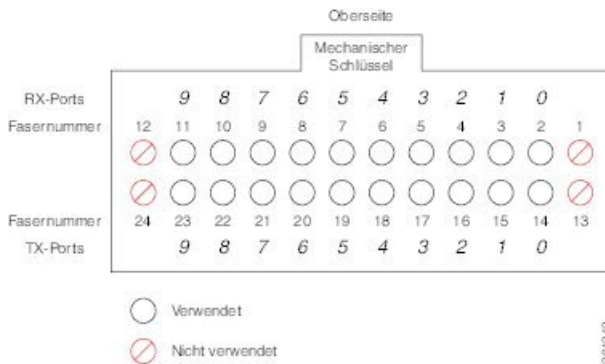 Oberseite
Mechanischer
Schlüssel
RX-Ports 9 8 7 6 5 4 3 2 1 0
Fasernummer 12 11 10 9 8 7 6 5 4 3 2 1
Fasernummer 24 23 22 21 20 19 18 17 16 15 14 13
TX-Ports 9 8 7 6 5 4 3 2 1 0
Verwendet
Nicht verwendet